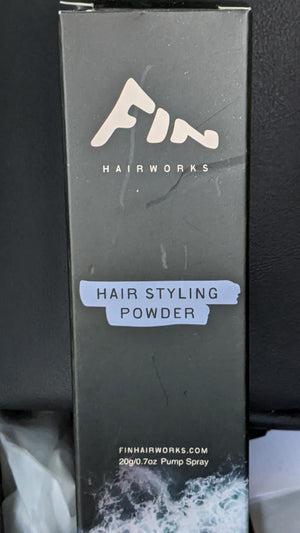 FIN
HAIRWORKS
HAIR STYLING
POWDER
FINHAIRWORKS.COM
20g/0.7oz Pump Spray